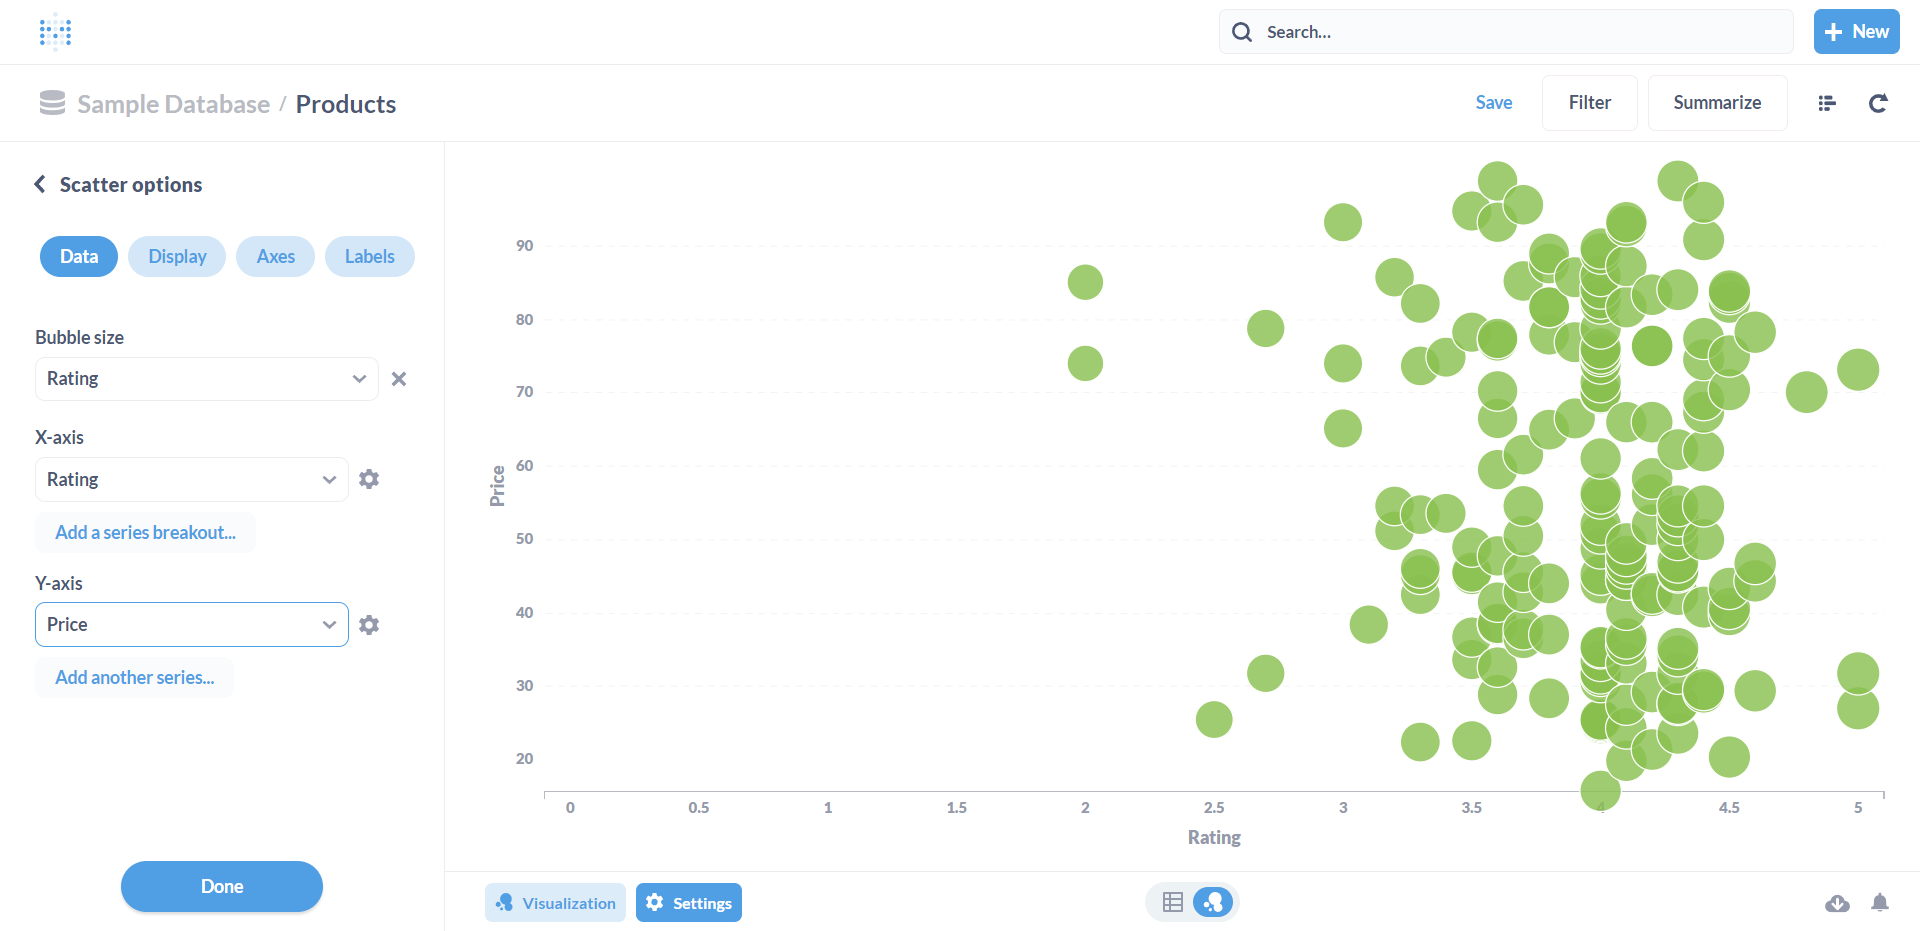 Search...
New
Sample Database / Products
Save
Filter
Summarize
Scatter options
Data
Display
Axes
Labels
Bubble size
Rating
X-axis
Rating
Add a series breakout...
Y-axis
Price
Add another series...
Done
Price
90
80
70
60
50
40
30
20
0
0.5
1
1.5
2
2.5
3
3.5
4
4.5
5
Rating
Visualization
Settings